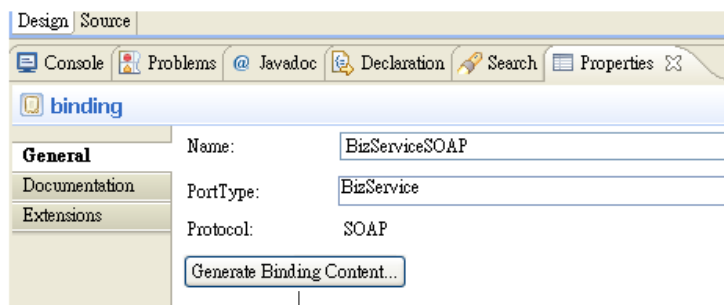 Design Source
Console Problems @ Javadoc Declaration Search Properties
binding
General
Documentation
Extensions
Name: BizServiceSOAP
PortType: BizService
Protocol: SOAP
Generate Binding Content...